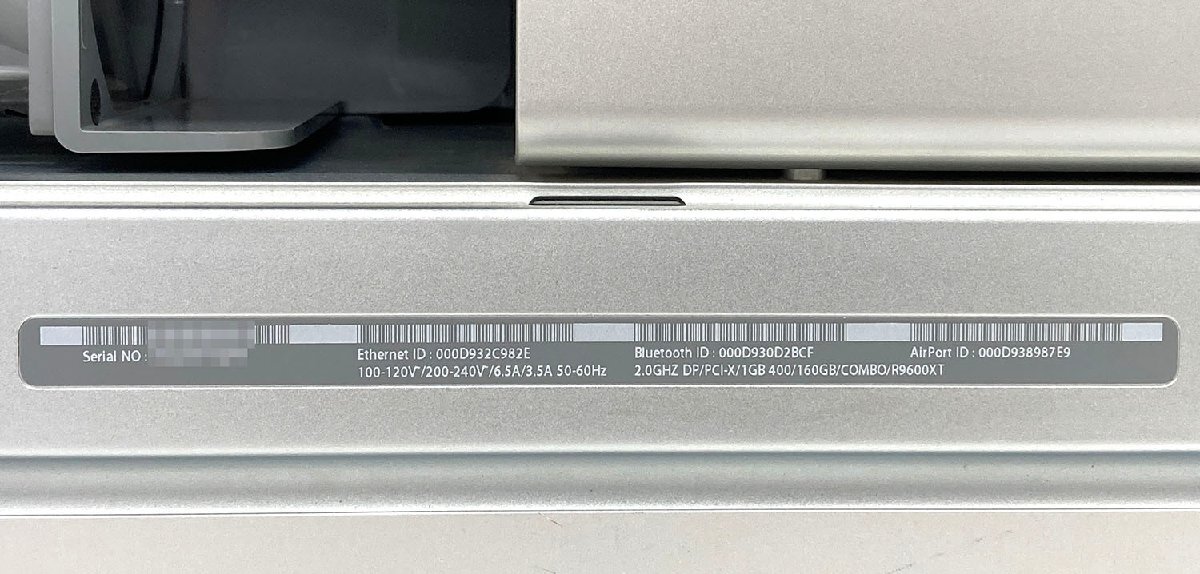 Serial NO :
Ethernet ID : 000D932C982E
100-120V~/200-240V~/6.5A/3.5A 50-60Hz
Bluetooth ID : 000D930D2BCF
2.0GHZ DP/PCI-X/1GB 400/160GB/COMBO/R9600XT
AirPort ID : 000D938987E9